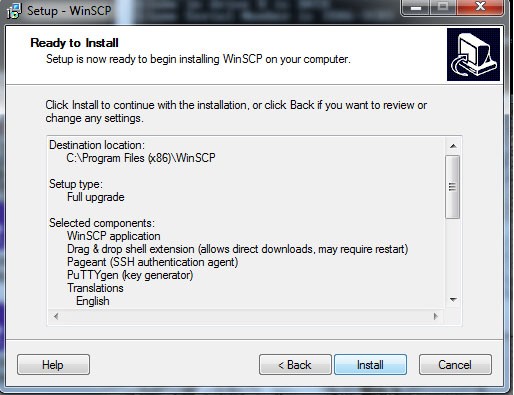 Setup - WinSCP
Ready to Install
Setup is now ready to begin installing WinSCP on your computer.
Click Install to continue with the installation, or click Back if you want to review or
change any settings.
Destination location:
C:\Program Files (x86)\WinSCP
Setup type:
Full upgrade
Selected components:
WinSCP application
Drag & drop shell extension (allows direct downloads, may require restart)
Pageant (SSH authentication agent)
PuTTYgen (key generator)
Translations
English
Help
< Back
Install
Cancel